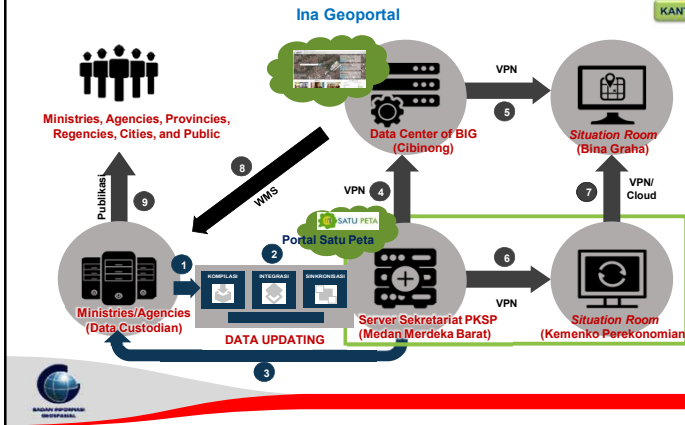 Ina Geoportal
KANT
VPN
5
Ministries, Agencies, Provinces,
Regencies, Cities, and Public
Data Center of BIG
(Cibinong)
Situation Room
(Bina Graha)
8
WMS
Publikasi
9
VPN
4
7
VPN/
Cloud
SATU PETA
Portal Satu Peta
1
2
KOMPILASI
INTEGRASI
SINKRONISASI
6
VPN
Ministries/Agencies
(Data Custodian)
DATA UPDATING
Server Sekretariat PKSP
(Medan Merdeka Barat)
Situation Room
(Kemenko Perekonomian)
3
BADAN INFORMASI
GEOSPASIAL